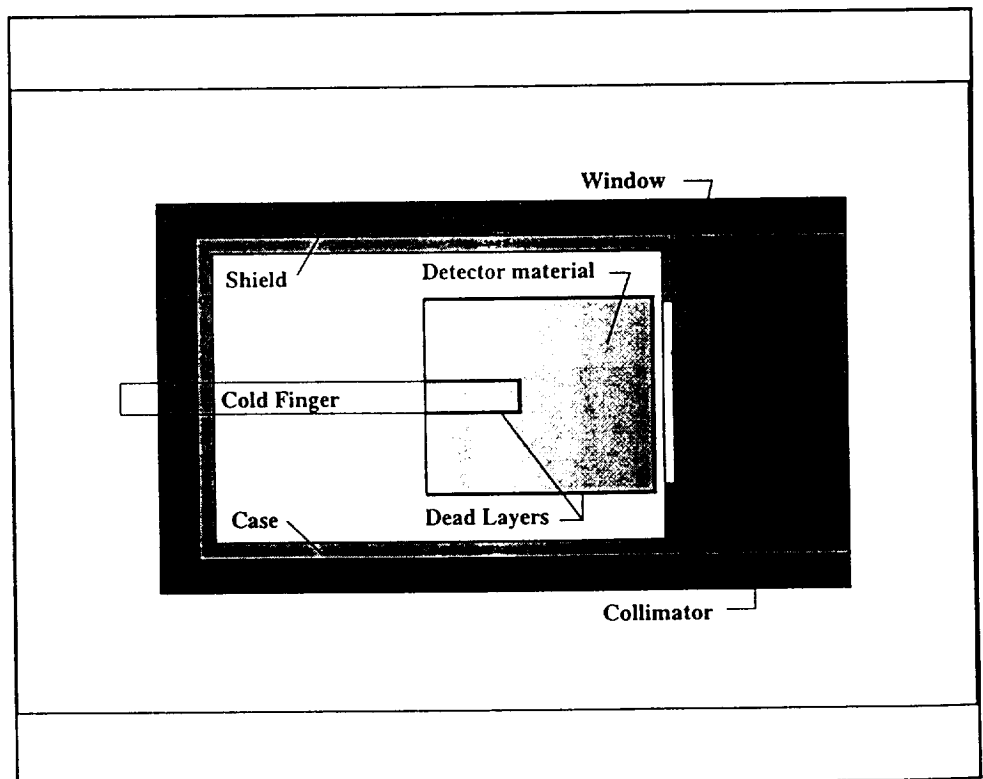 Window
Shield
Detector material
Cold Finger
Dead Layers
Case
Collimator